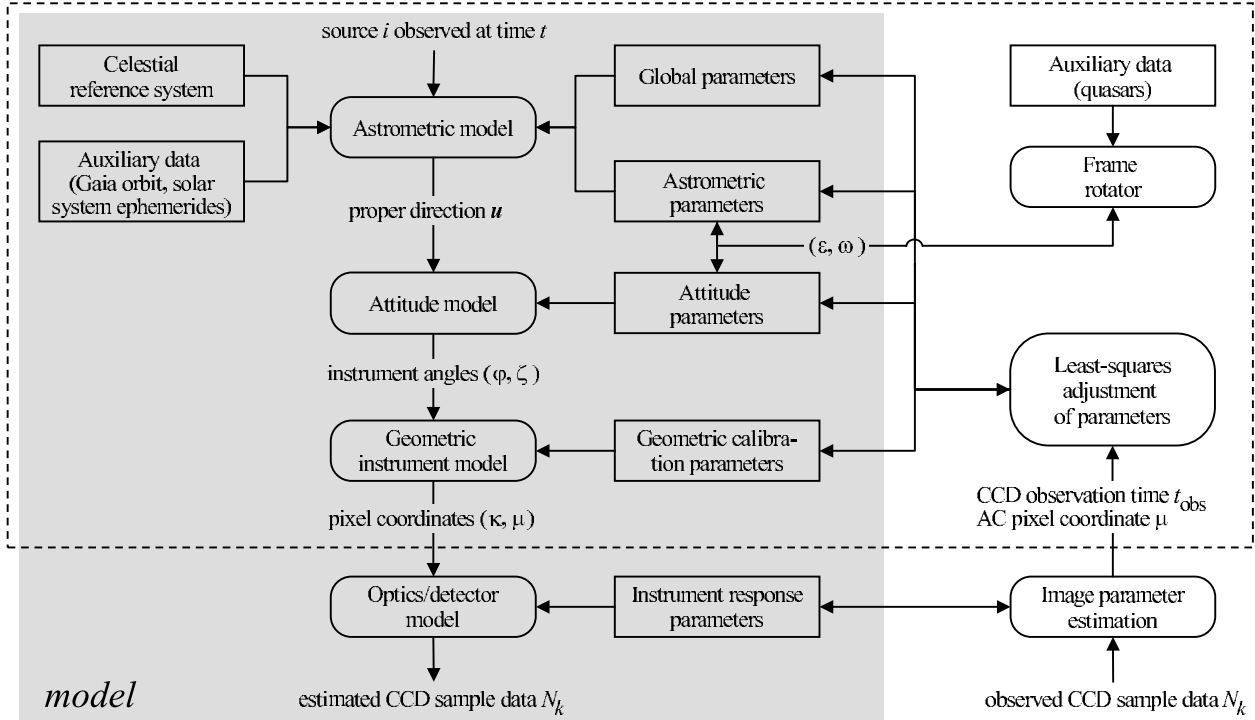 source i observed at time t
Celestial
reference system
Global parameters
Auxiliary data
(quasars)
Astrometric model
Auxiliary data
(Gaia orbit, solar
system ephemerides)
Astrometric
parameters
Frame
rotator
proper direction u
(ε, ω)
Attitude model
Attitude
parameters
instrument angles (φ, ζ)
Least-squares
adjustment
of parameters
Geometric
instrument model
Geometric calibra-
tion parameters
pixel coordinates (κ, μ)
CCD observation time tobs
AC pixel coordinate μ
Optics/detector
model
Instrument response
parameters
Image parameter
estimation
model
estimated CCD sample data Nk
observed CCD sample data Nk